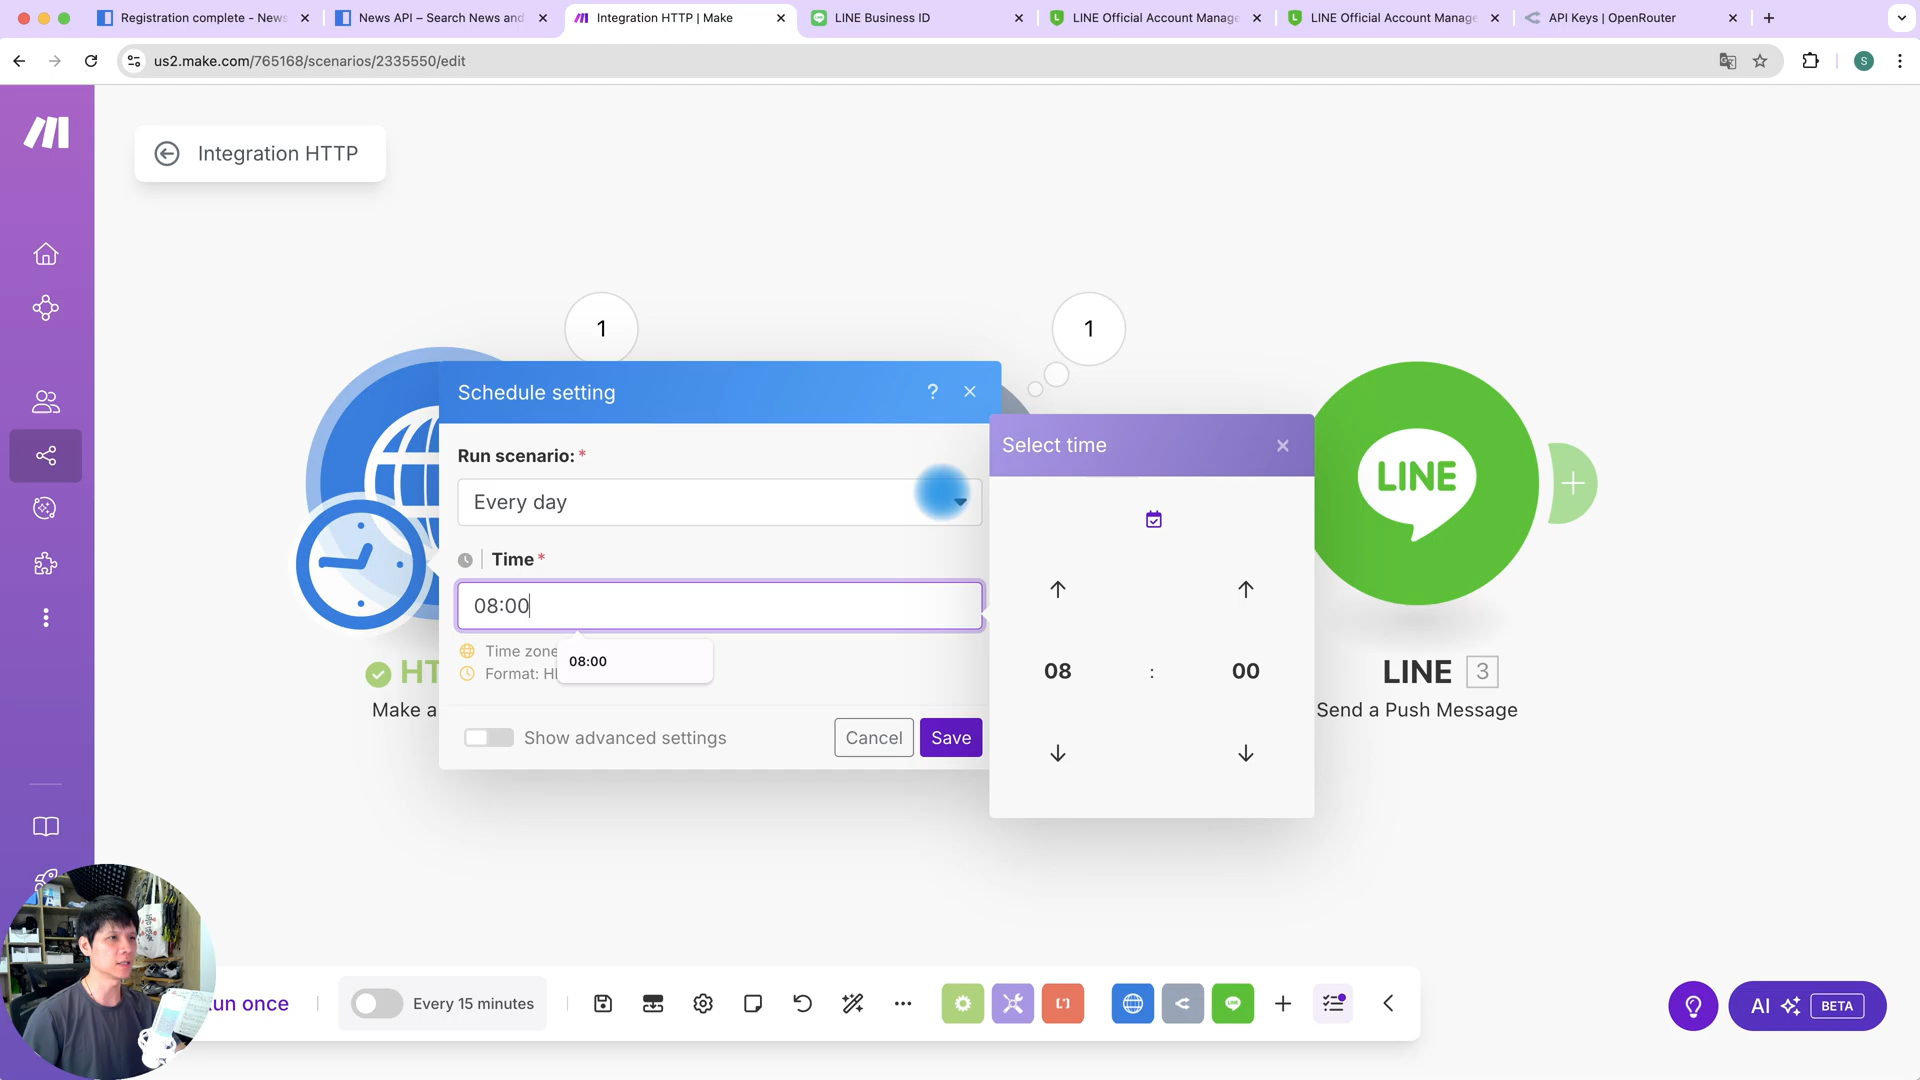 Registration complete - News
News API – Search News and
Integration HTTP | Make
LINE Business ID
LINE Official Account Manage
LINE Official Account Manage
API Keys | OpenRouter
us2.make.com/765168/scenarios/2335550/edit
S
Integration HTTP
1
1
Schedule setting
?
Select time
Run scenario: *
Every day
Time *
08:00
Time zone
08:00
Format: H
08 : 00
Show advanced settings
Cancel
Save
LINE
HT
Make a
LINE 3
Send a Push Message
un once
Every 15 minutes
AI
BETA